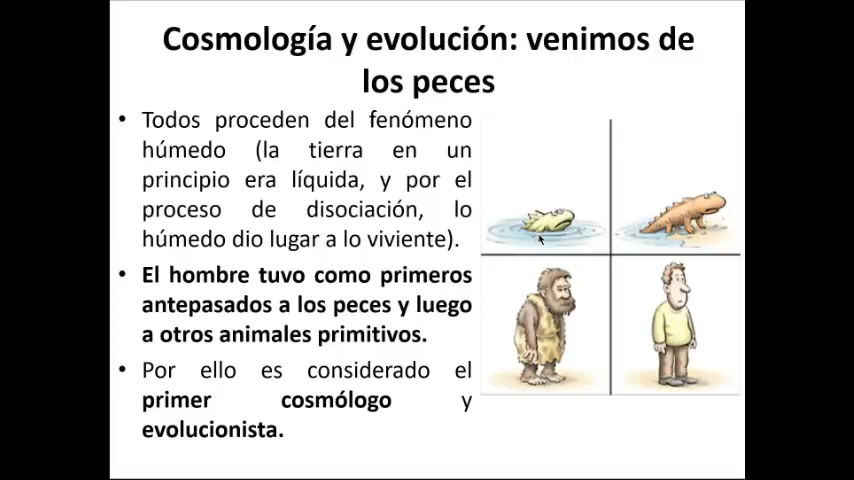 Cosmología y evolución: venimos de
los peces
• Todos proceden del fenómeno
húmedo (la tierra en un
principio era líquida, y por el
proceso de disociación, lo
húmedo dio lugar a lo viviente).
• El hombre tuvo como primeros
antepasados a los peces y luego
a otros animales primitivos.
• Por ello es considerado el
primer cosmólogo y
evolucionista.